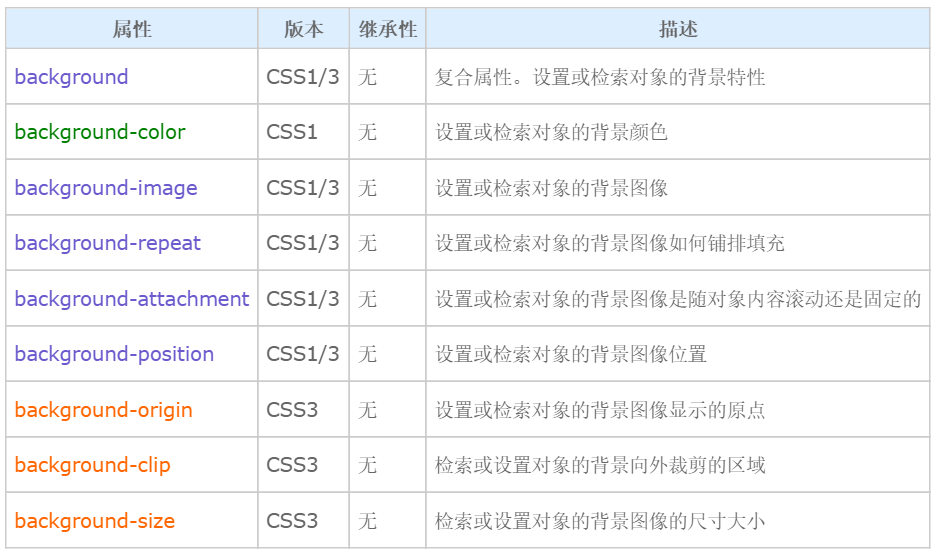 属性 版本 继承性 描述
background CSS1/3 无 复合属性。设置或检索对象的背景特性
background-color CSS1 无 设置或检索对象的背景颜色
background-image CSS1/3 无 设置或检索对象的背景图像
background-repeat CSS1/3 无 设置或检索对象的背景图像如何铺排填充
background-attachment CSS1/3 无 设置或检索对象的背景图像是随对象内容滚动还是固定的
background-position CSS1/3 无 设置或检索对象的背景图像位置
background-origin CSS3 无 设置或检索对象的背景图像显示的原点
background-clip CSS3 无 检索或设置对象的背景向外裁剪的区域
background-size CSS3 无 检索或设置对象的背景图像的尺寸大小